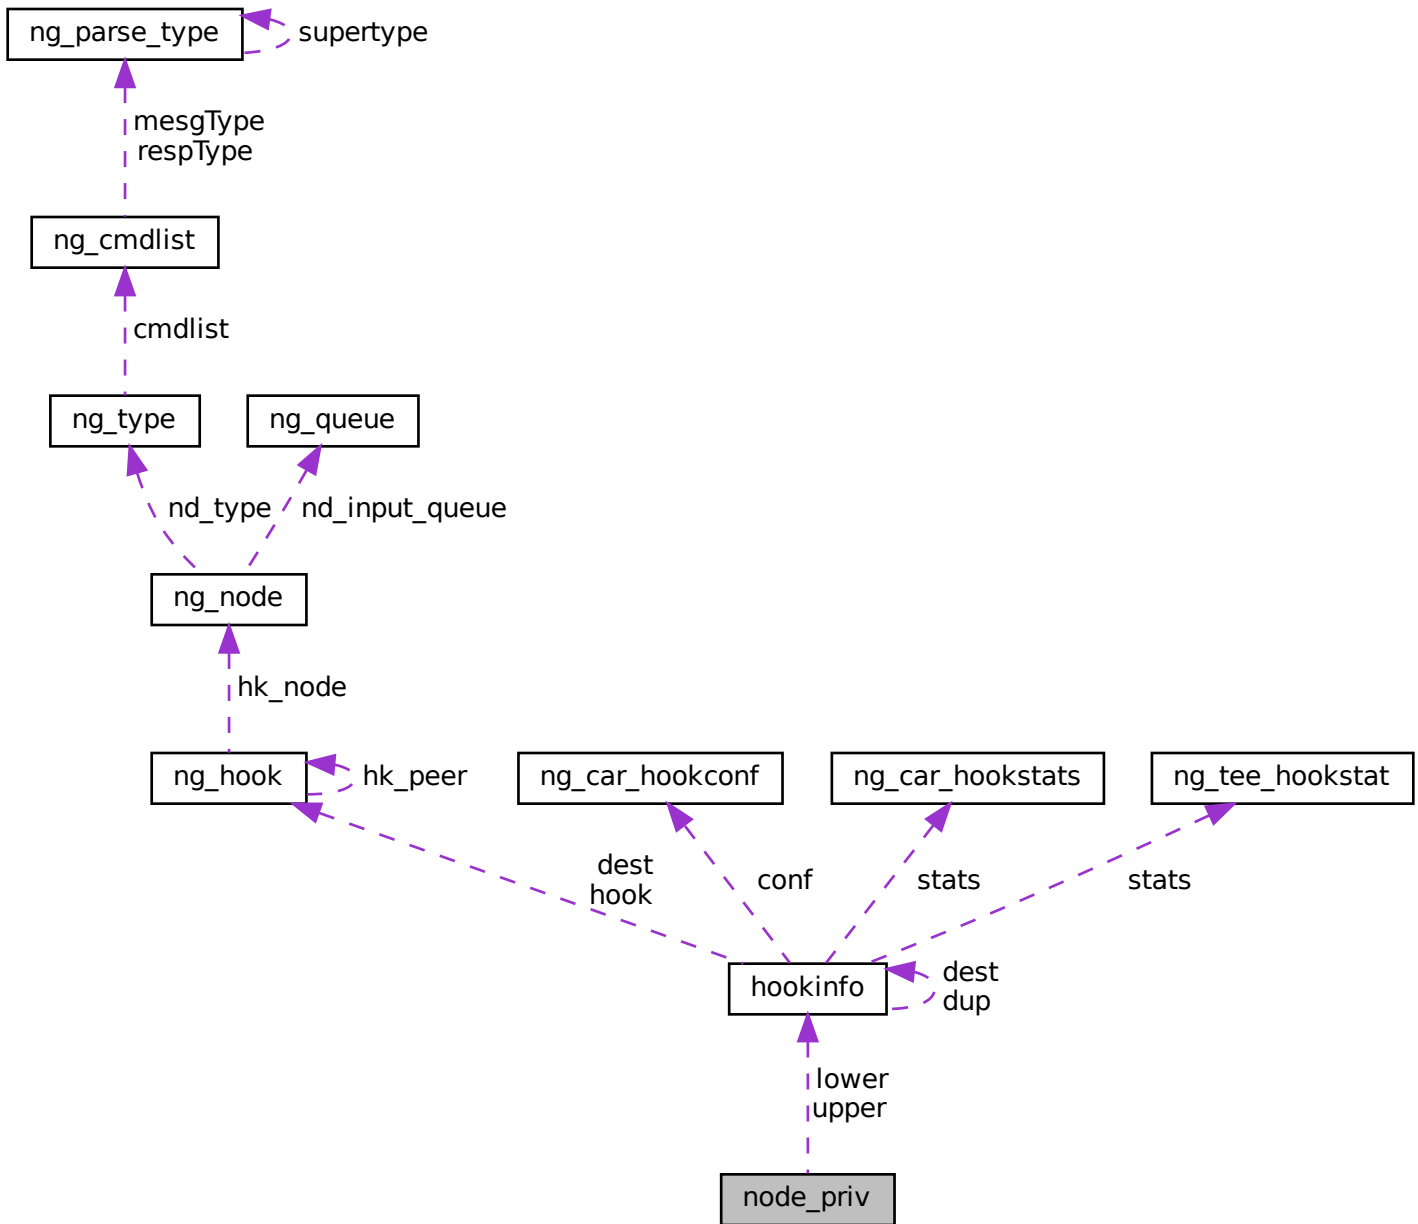 ng_parse_type
supertype
mesgType
respType
ng_cmdlist
cmdlist
ng_type
ng_queue
nd_type
nd_input_queue
ng_node
hk_node
ng_hook
hk_peer
ng_car_hookconf
ng_car_hookstats
ng_tee_hookstat
dest
hook
conf
stats
stats
hookinfo
dest
dup
lower
upper
node_priv